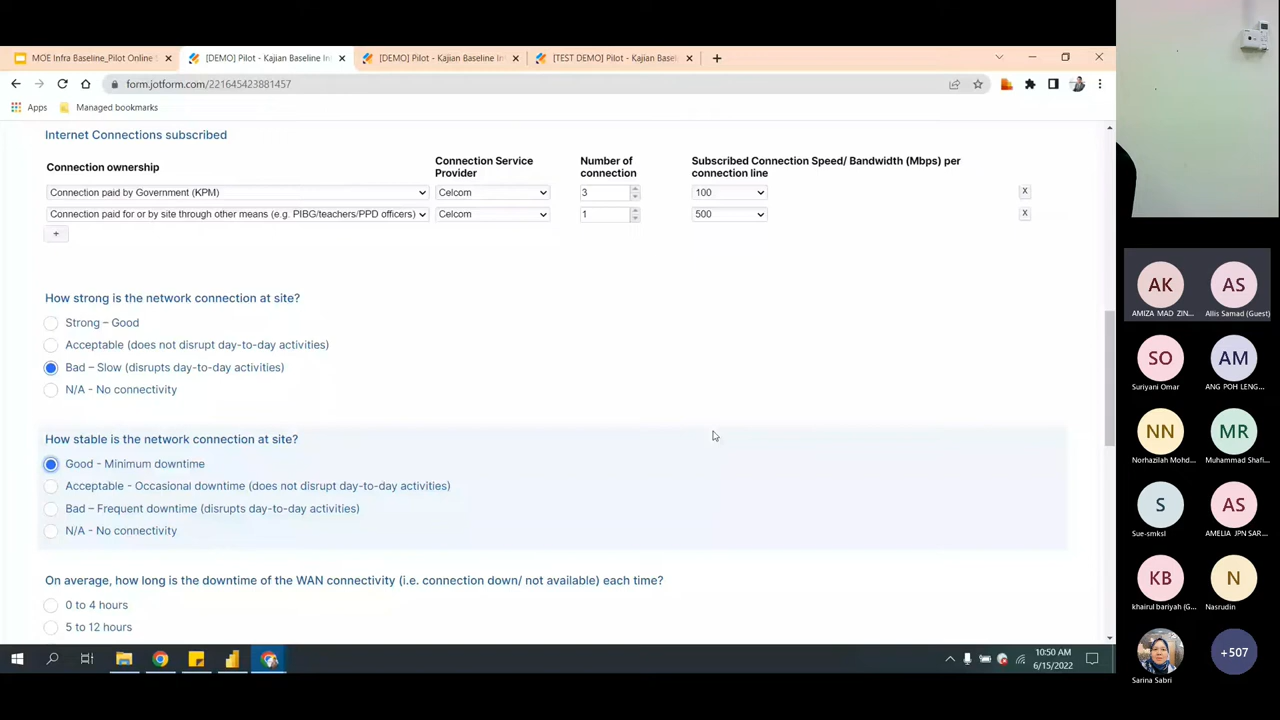 MOE Infra Baseline_Pilot Online
[DEMO] Pilot - Kajian Baseline In
[DEMO] Pilot - Kajian Baseline In
[TEST DEMO] Pilot - Kajian Basel
form.jotform.com/221645423881457
Apps Managed bookmarks
Internet Connections subscribed
Connection ownership
Connection Service Provider
Number of connection
Subscribed Connection Speed/ Bandwidth (Mbps) per connection line
Connection paid by Government (KPM) Celcom 3 100 X
Connection paid for or by site through other means (e.g. PIBG/teachers/PPD officers) Celcom 1 500 X
+
How strong is the network connection at site?
Strong – Good
Acceptable (does not disrupt day-to-day activities)
Bad – Slow (disrupts day-to-day activities)
N/A - No connectivity
How stable is the network connection at site?
Good - Minimum downtime
Acceptable - Occasional downtime (does not disrupt day-to-day activities)
Bad – Frequent downtime (disrupts day-to-day activities)
N/A - No connectivity
On average, how long is the downtime of the WAN connectivity (i.e. connection down/ not available) each time?
0 to 4 hours
5 to 12 hours
10:50 AM
6/15/2022
AK AS
AMIZA MAD ZIN... Allis Samad (Guest)
SO AM
Suriyani Omar ANG POH LENG...
NN MR
Norhazilah Mohd... Muhammad Shafi...
S AS
Sue-smksl AMELIA JPN SAR...
KB N
khairul bariyah (G... Nasrudin
+507
Sarina Sabri